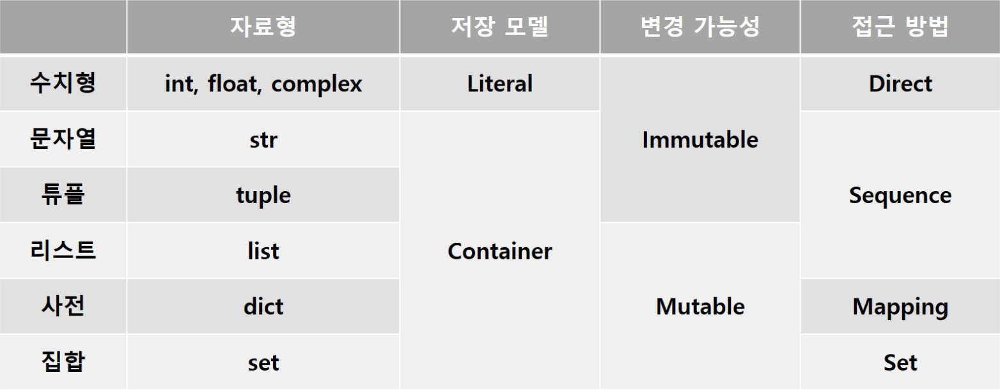 자료형 저장 모델 변경 가능성 접근 방법
수치형 int, float, complex Literal Direct
문자열 str Immutable
튜플 tuple Sequence
리스트 list Container
사전 dict Mutable Mapping
집합 set Set